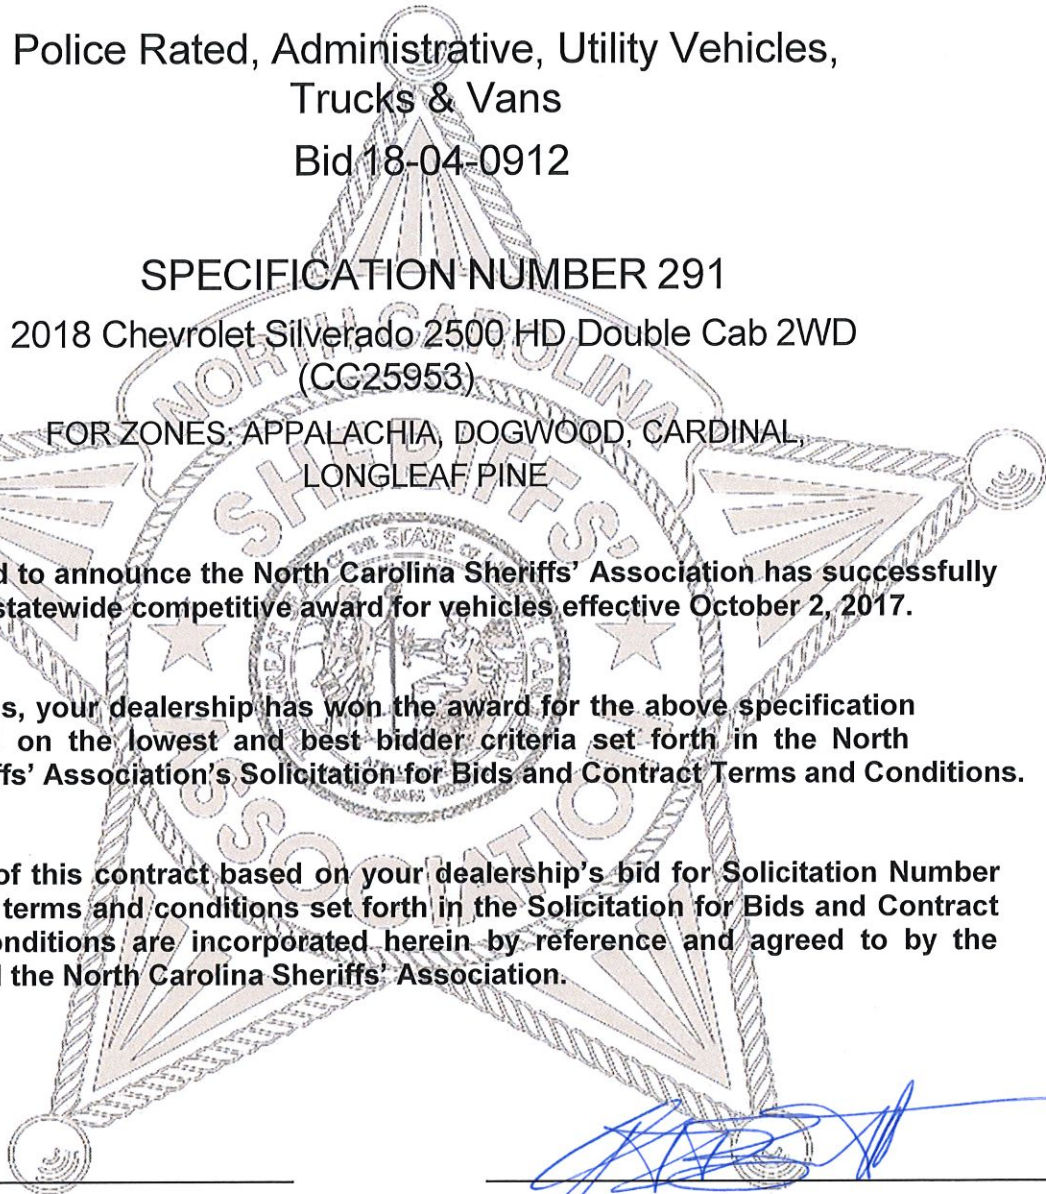 Police Rated, Administrative, Utility Vehicles,
Trucks & Vans
Bid 18-04-0912
SPECIFICATION NUMBER 291
2018 Chevrolet Silverado 2500 HD Double Cab 2WD
(CC25953)
FOR ZONES: APPALACHIA, DOGWOOD, CARDINAL,
LONGLEAF PINE
NORTH CAROLINA
SHERIFFS'
ASSOCIATION
d to announce the North Carolina Sheriffs' Association has successfully
statewide competitive award for vehicles effective October 2, 2017.
s, your dealership has won the award for the above specification
on the lowest and best bidder criteria set forth in the North
ffs' Association's Solicitation for Bids and Contract Terms and Conditions.
of this contract based on your dealership's bid for Solicitation Number
terms and conditions set forth in the Solicitation for Bids and Contract
onditions are incorporated herein by reference and agreed to by the
d the North Carolina Sheriffs' Association.